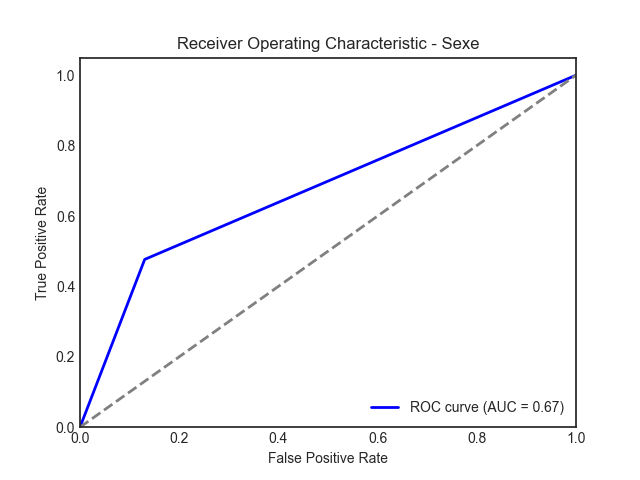 Receiver Operating Characteristic - Sexe
1.0
0.8
0.6
0.4
0.2
0.0
True Positive Rate
ROC curve (AUC = 0.67)
0.0 0.2 0.4 0.6 0.8 1.0
False Positive Rate